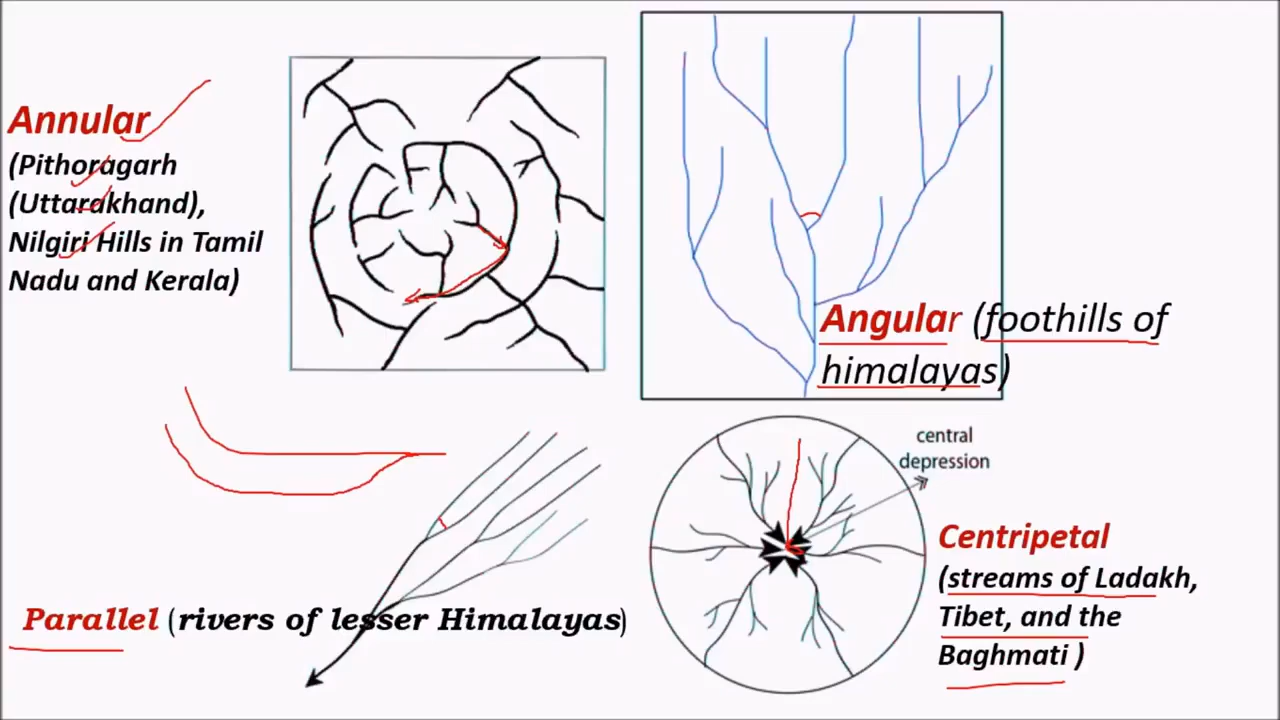 Annular
(Pithoragarh
(Uttarakhand),
Nilgiri Hills in Tamil
Nadu and Kerala)
Angular (foothills of
himalayas)
central
depression
Centripetal
(streams of Ladakh,
Tibet, and the
Baghmati )
Parallel (rivers of lesser Himalayas)